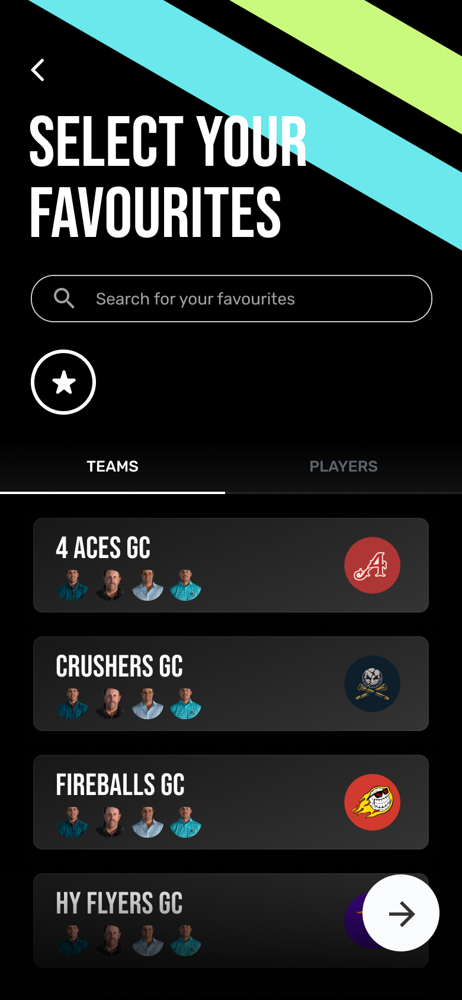 SELECT YOUR
FAVOURITES
Search for your favourites
TEAMS
PLAYERS
4 ACES GC
A
CRUSHERS GC
FIREBALLS GC
HY FLYERS GC